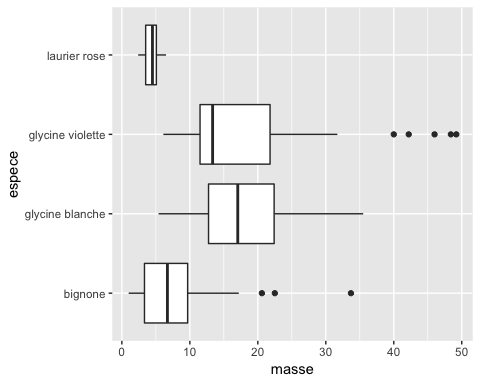 laurier rose
glycine violette
glycine blanche
bignone
espece
0 10 20 30 40 50
masse